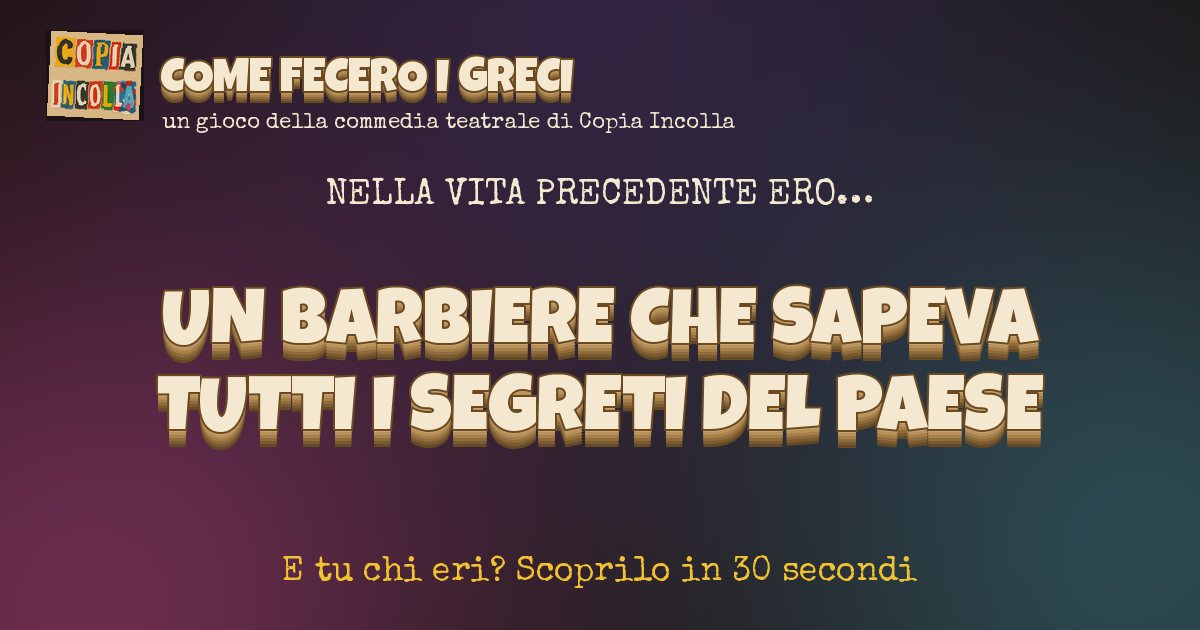 COPIA
INCOLLA
COME FECERO I GRECI
un gioco della commedia teatrale di Copia Incolla
NELLA VITA PRECEDENTE ERO...
UN BARBIERE CHE SAPEVA
TUTTI I SEGRETI DEL PAESE
E tu chi eri? Scoprilo in 30 secondi